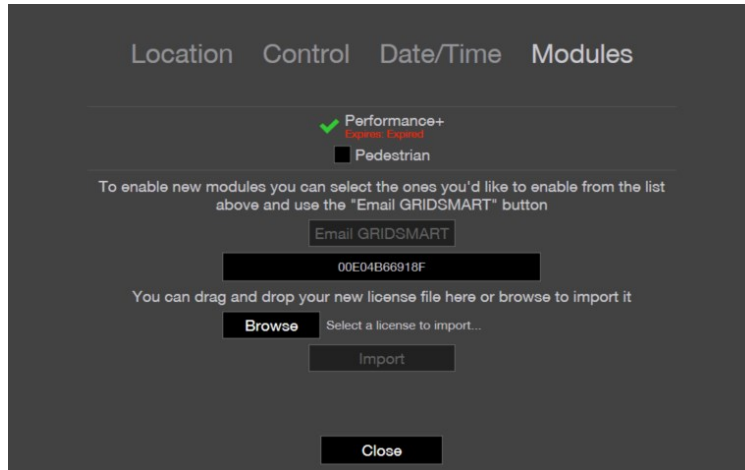 Location Control Date/Time Modules
Performance+
Expires: Expired
Pedestrian
To enable new modules you can select the ones you'd like to enable from the list
above and use the "Email GRIDSMART" button
Email GRIDSMART
00E04B66918F
You can drag and drop your new license file here or browse to import it
Browse Select a license to import...
Import
Close